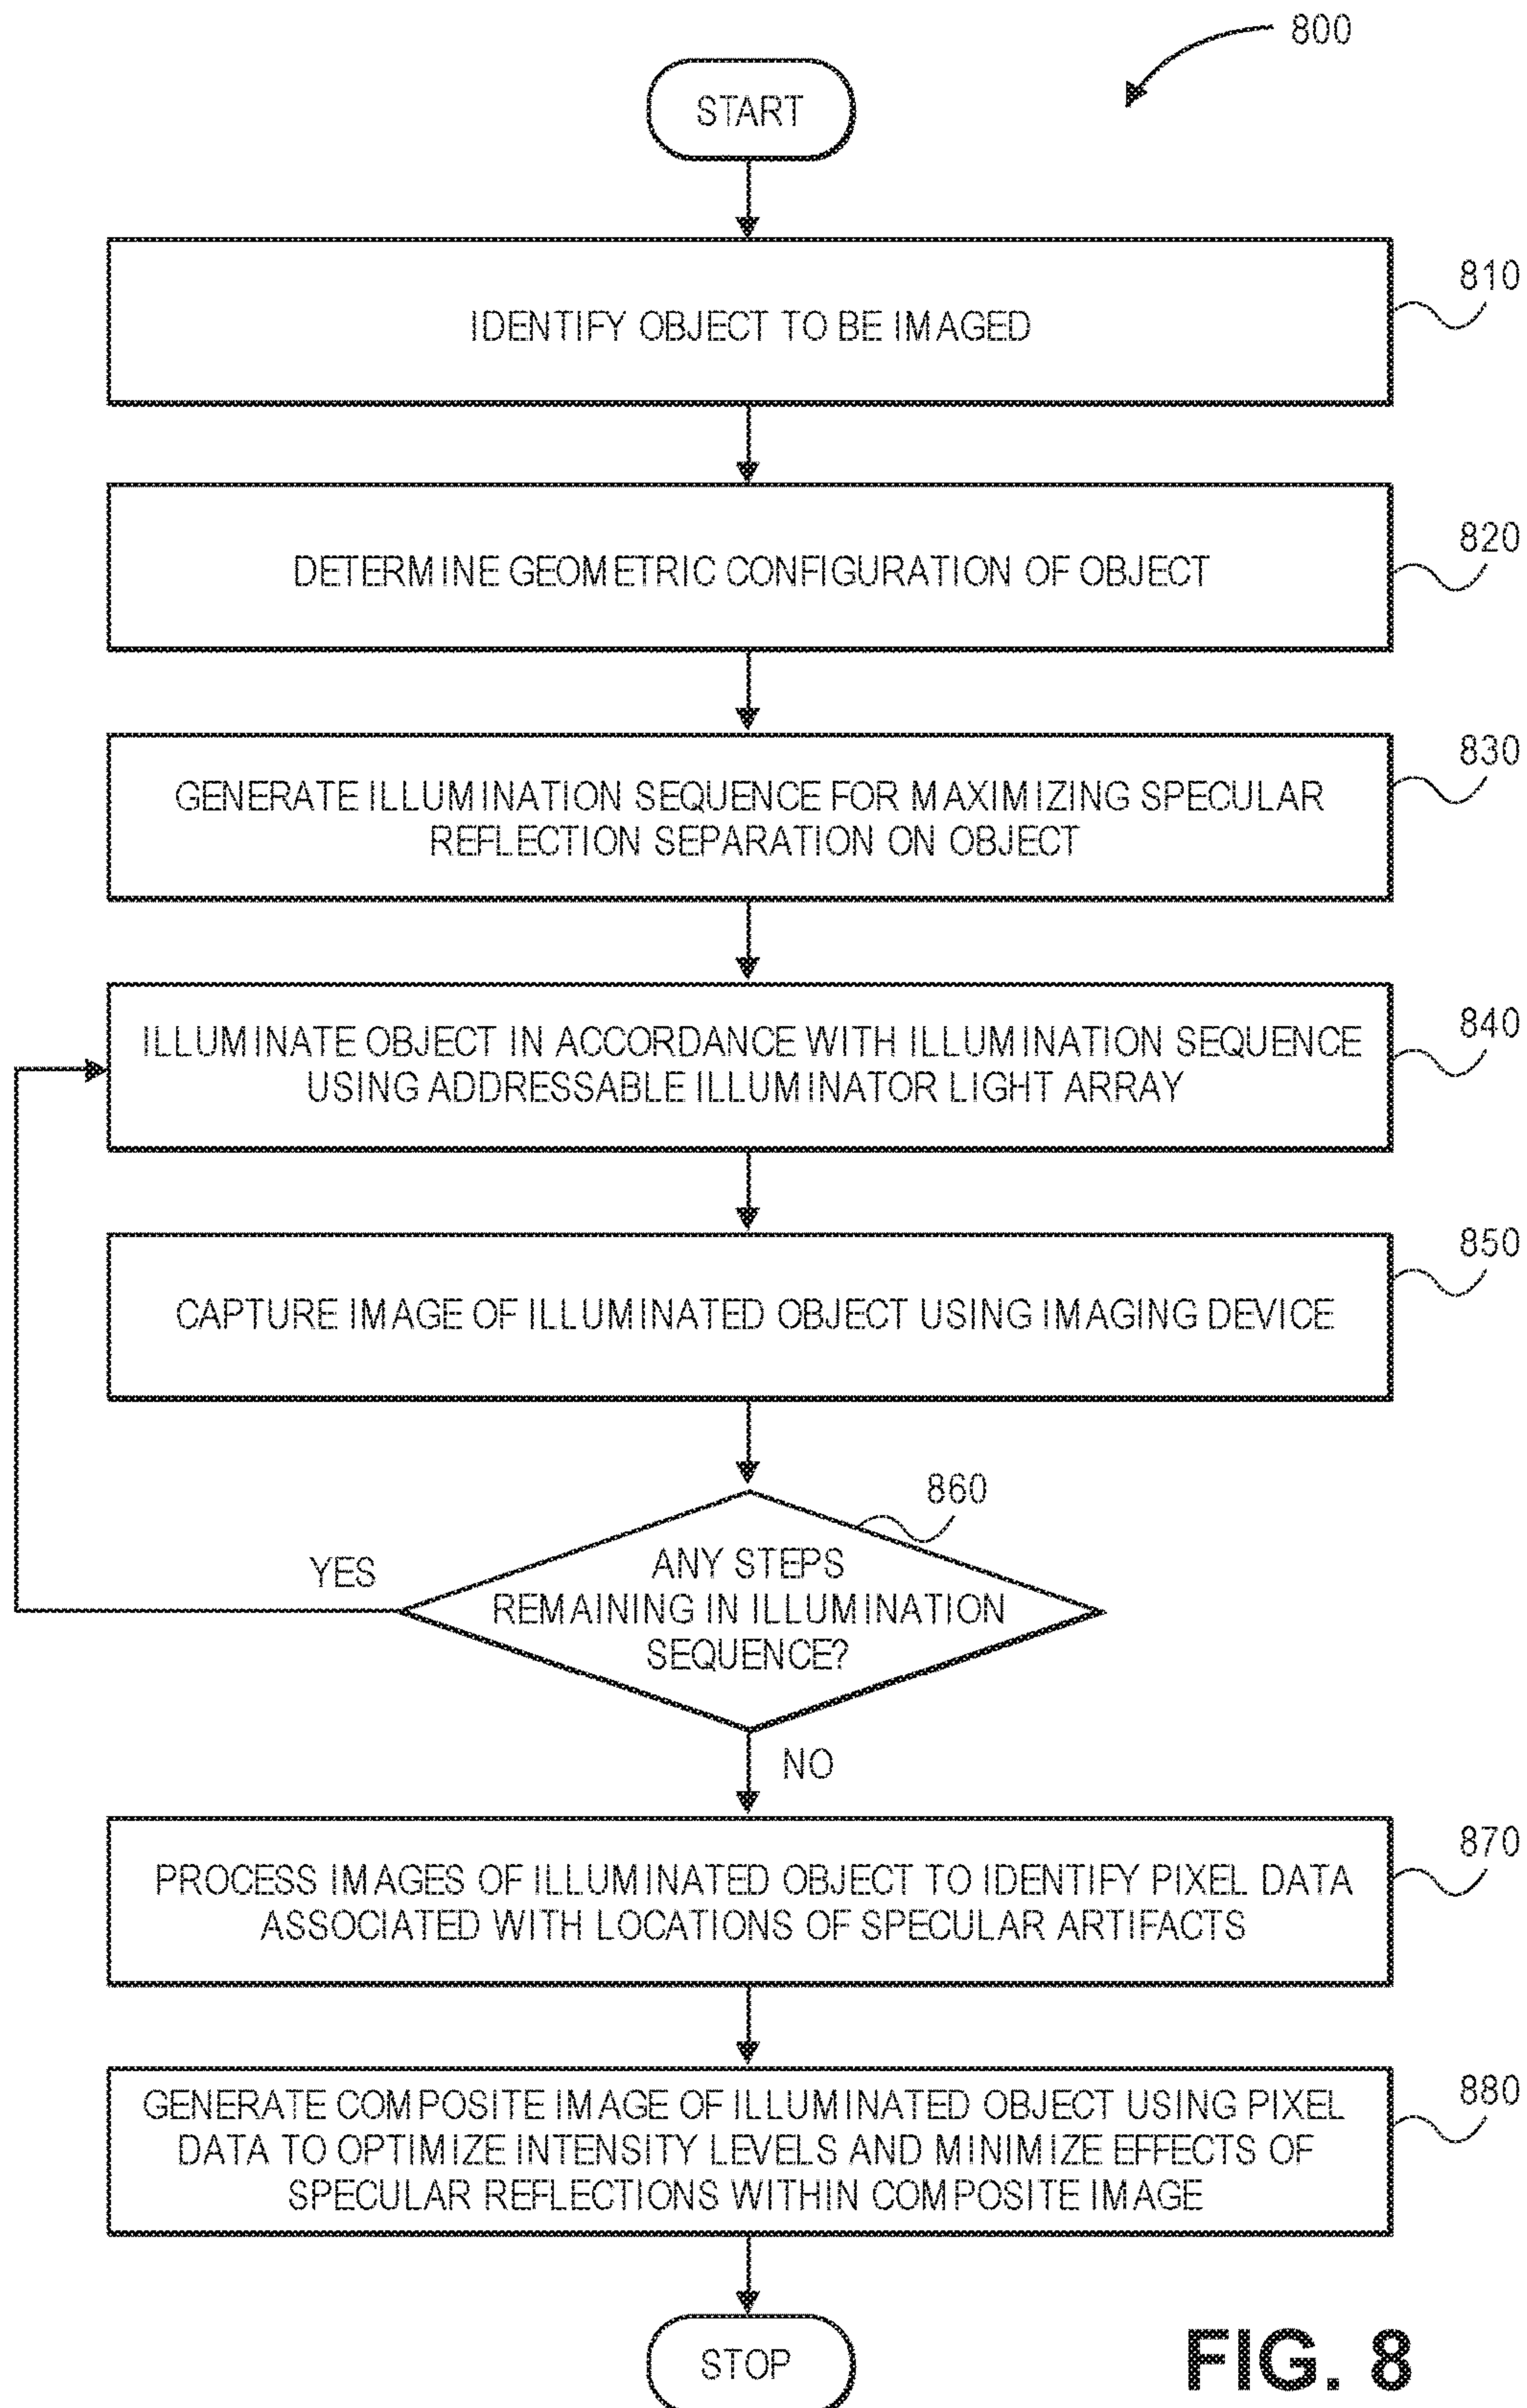 800
START
810
IDENTIFY OBJECT TO BE IMAGED
820
DETERMINE GEOMETRIC CONFIGURATION OF OBJECT
830
GENERATE ILLUMINATION SEQUENCE FOR MAXIMIZING SPECULAR
REFLECTION SEPARATION ON OBJECT
840
ILLUMINATE OBJECT IN ACCORDANCE WITH ILLUMINATION SEQUENCE
USING ADDRESSABLE ILLUMINATOR LIGHT ARRAY
850
CAPTURE IMAGE OF ILLUMINATED OBJECT USING IMAGING DEVICE
860
ANY STEPS
REMAINING IN ILLUMINATION
SEQUENCE?
YES
NO
870
PROCESS IMAGES OF ILLUMINATED OBJECT TO IDENTIFY PIXEL DATA
ASSOCIATED WITH LOCATIONS OF SPECULAR ARTIFACTS
880
GENERATE COMPOSITE IMAGE OF ILLUMINATED OBJECT USING PIXEL
DATA TO OPTIMIZE INTENSITY LEVELS AND MINIMIZE EFFECTS OF
SPECULAR REFLECTIONS WITHIN COMPOSITE IMAGE
STOP
FIG. 8